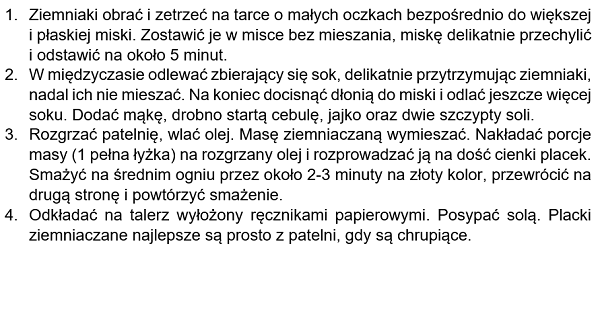 1. Ziemniaki obrać i zetrzeć na tarce o małych oczkach bezpośrednio do większej
i płaskiej miski. Zostawić je w misce bez mieszania, miskę delikatnie przechylić
i odstawić na około 5 minut.
2. W międzyczasie odlewać zbierający się sok, delikatnie przytrzymując ziemniaki,
nadal ich nie mieszać. Na koniec docisnąć dłonią do miski i odlać jeszcze więcej
soku. Dodać mąkę, drobno startą cebulę, jajko oraz dwie szczypty soli.
3. Rozgrzać patelnię, wlać olej. Masę ziemniaczaną wymieszać. Nakładać porcje
masy (1 pełna łyżka) na rozgrzany olej i rozprowadzać ją na dość cienki placek.
Smażyć na średnim ogniu przez około 2-3 minuty na złoty kolor, przewrócić na
drugą stronę i powtórzyć smażenie.
4. Odkładać na talerz wyłożony ręcznikami papierowymi. Posypać solą. Placki
ziemniaczane najlepsze są prosto z patelni, gdy są chrupiące.